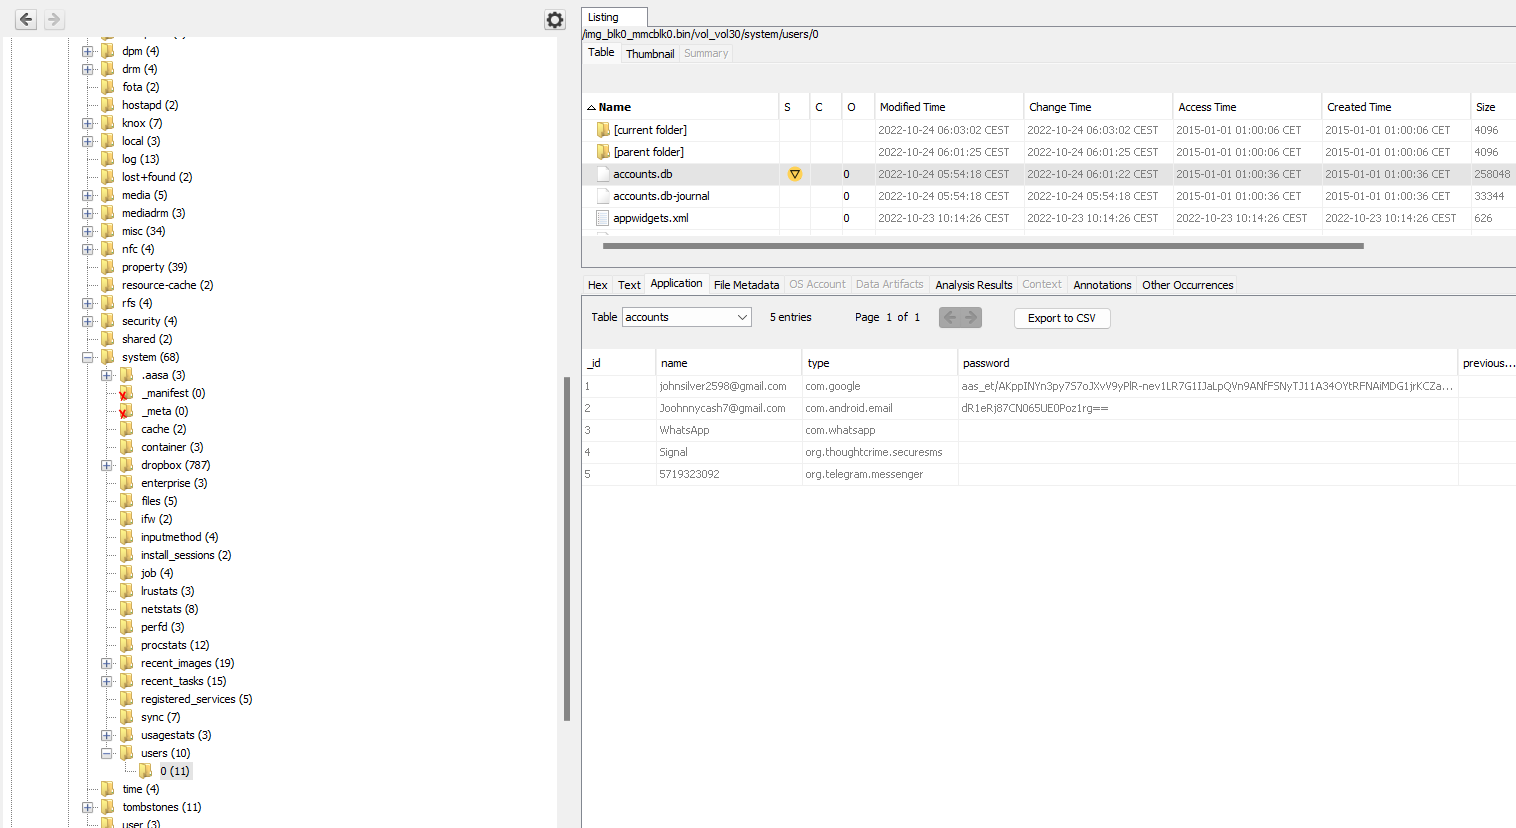 dpm (4)
drm (4)
fota (2)
hostapd (2)
knox (7)
local (3)
log (13)
lost+found (2)
media (5)
mediadrm (3)
misc (34)
nfc (4)
property (39)
resource-cache (2)
rfs (4)
security (4)
shared (2)
system (68)
.aasa (3)
_manifest (0)
_meta (0)
cache (2)
container (3)
dropbox (787)
enterprise (3)
files (5)
ifw (2)
inputmethod (4)
install_sessions (2)
job (4)
lrustats (3)
netstats (8)
perfd (3)
procstats (12)
recent_images (19)
recent_tasks (15)
registered_services (5)
sync (7)
usagestats (3)
users (10)
0 (11)
time (4)
tombstones (11)
user (3)
Listing
/img_blk0_mmcblk0.bin/vol_vol30/system/users/0
Table Thumbnail Summary
Name S C O Modified Time Change Time Access Time Created Time Size
[current folder] 2022-10-24 06:03:02 CEST 2022-10-24 06:03:02 CEST 2015-01-01 01:00:06 CET 2015-01-01 01:00:06 CET 4096
[parent folder] 2022-10-24 06:01:25 CEST 2022-10-24 06:01:25 CEST 2015-01-01 01:00:06 CET 2015-01-01 01:00:06 CET 4096
accounts.db 0 2022-10-24 05:54:18 CEST 2022-10-24 06:01:22 CEST 2015-01-01 01:00:36 CET 2015-01-01 01:00:36 CET 258048
accounts.db-journal 0 2022-10-24 05:54:18 CEST 2022-10-24 05:54:18 CEST 2015-01-01 01:00:36 CET 2015-01-01 01:00:36 CET 33344
appwidgets.xml 0 2022-10-23 10:14:26 CEST 2022-10-23 10:14:26 CEST 2022-10-23 10:14:26 CEST 2022-10-23 10:14:26 CEST 626
Hex Text Application File Metadata OS Account Data Artifacts Analysis Results Context Annotations Other Occurrences
Table accounts 5 entries Page 1 of 1 Export to CSV
_id name type password previous...
1 johnsilver2598@gmail.com com.google aas_et/AKppINYn3py7S7oJXvV9yPlR-nev1LR7G1IJaLpQVn9ANfFSNyTJ11A34OYtRFNAiMDG1jrKCZa...
2 Joohnnycash7@gmail.com com.android.email dR1eRj87CN065UE0Poz1rg==
3 WhatsApp com.whatsapp
4 Signal org.thoughtcrime.securesms
5 5719323092 org.telegram.messenger